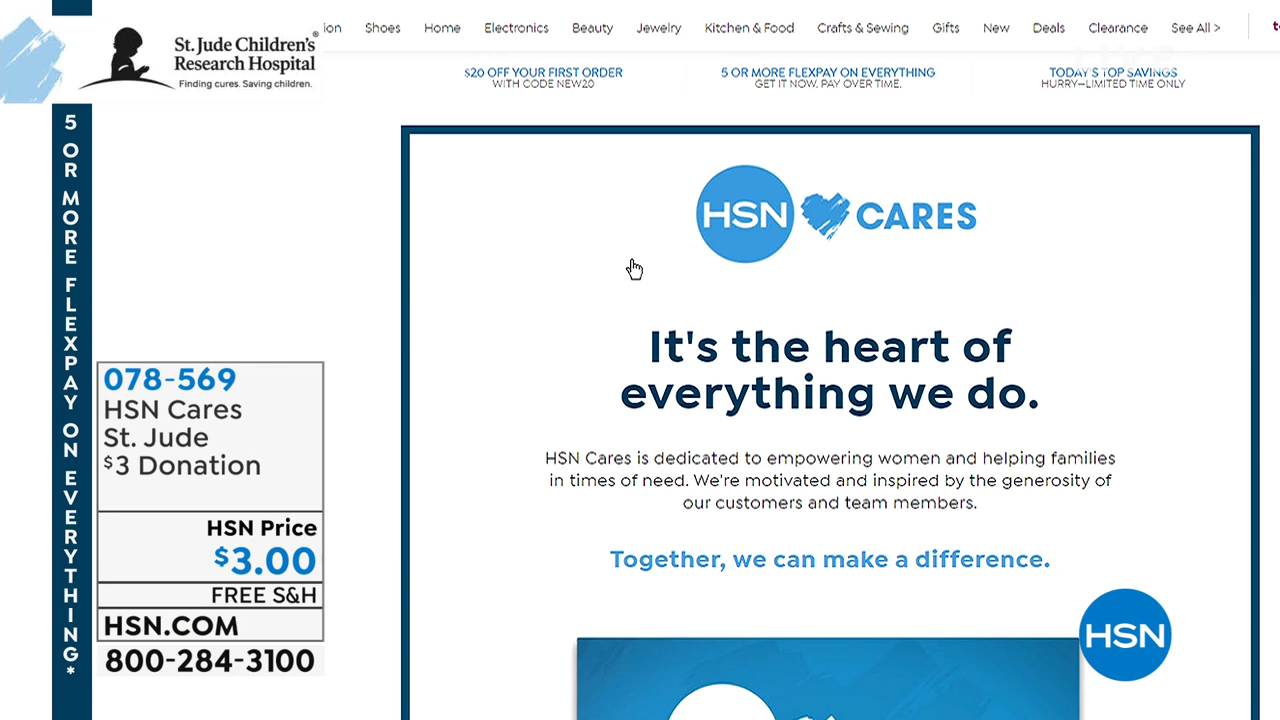 St. Jude Children's®
Research Hospital
Finding cures. Saving children.
ion Shoes Home Electronics Beauty Jewelry Kitchen & Food Crafts & Sewing Gifts New Deals Clearance See All >
$20 OFF YOUR FIRST ORDER
WITH CODE NEW20
5 OR MORE FLEXPAY ON EVERYTHING
GET IT NOW. PAY OVER TIME.
TODAY'S TOP SAVINGS
HURRY—LIMITED TIME ONLY
LIVE
5 OR MORE FLEXPAY ON EVERYTHING*
HSN CARES
It's the heart of
everything we do.
HSN Cares is dedicated to empowering women and helping families
in times of need. We're motivated and inspired by the generosity of
our customers and team members.
Together, we can make a difference.
078-569
HSN Cares
St. Jude
$3 Donation
HSN Price
$3.00
FREE S&H
HSN.COM
800-284-3100
HSN